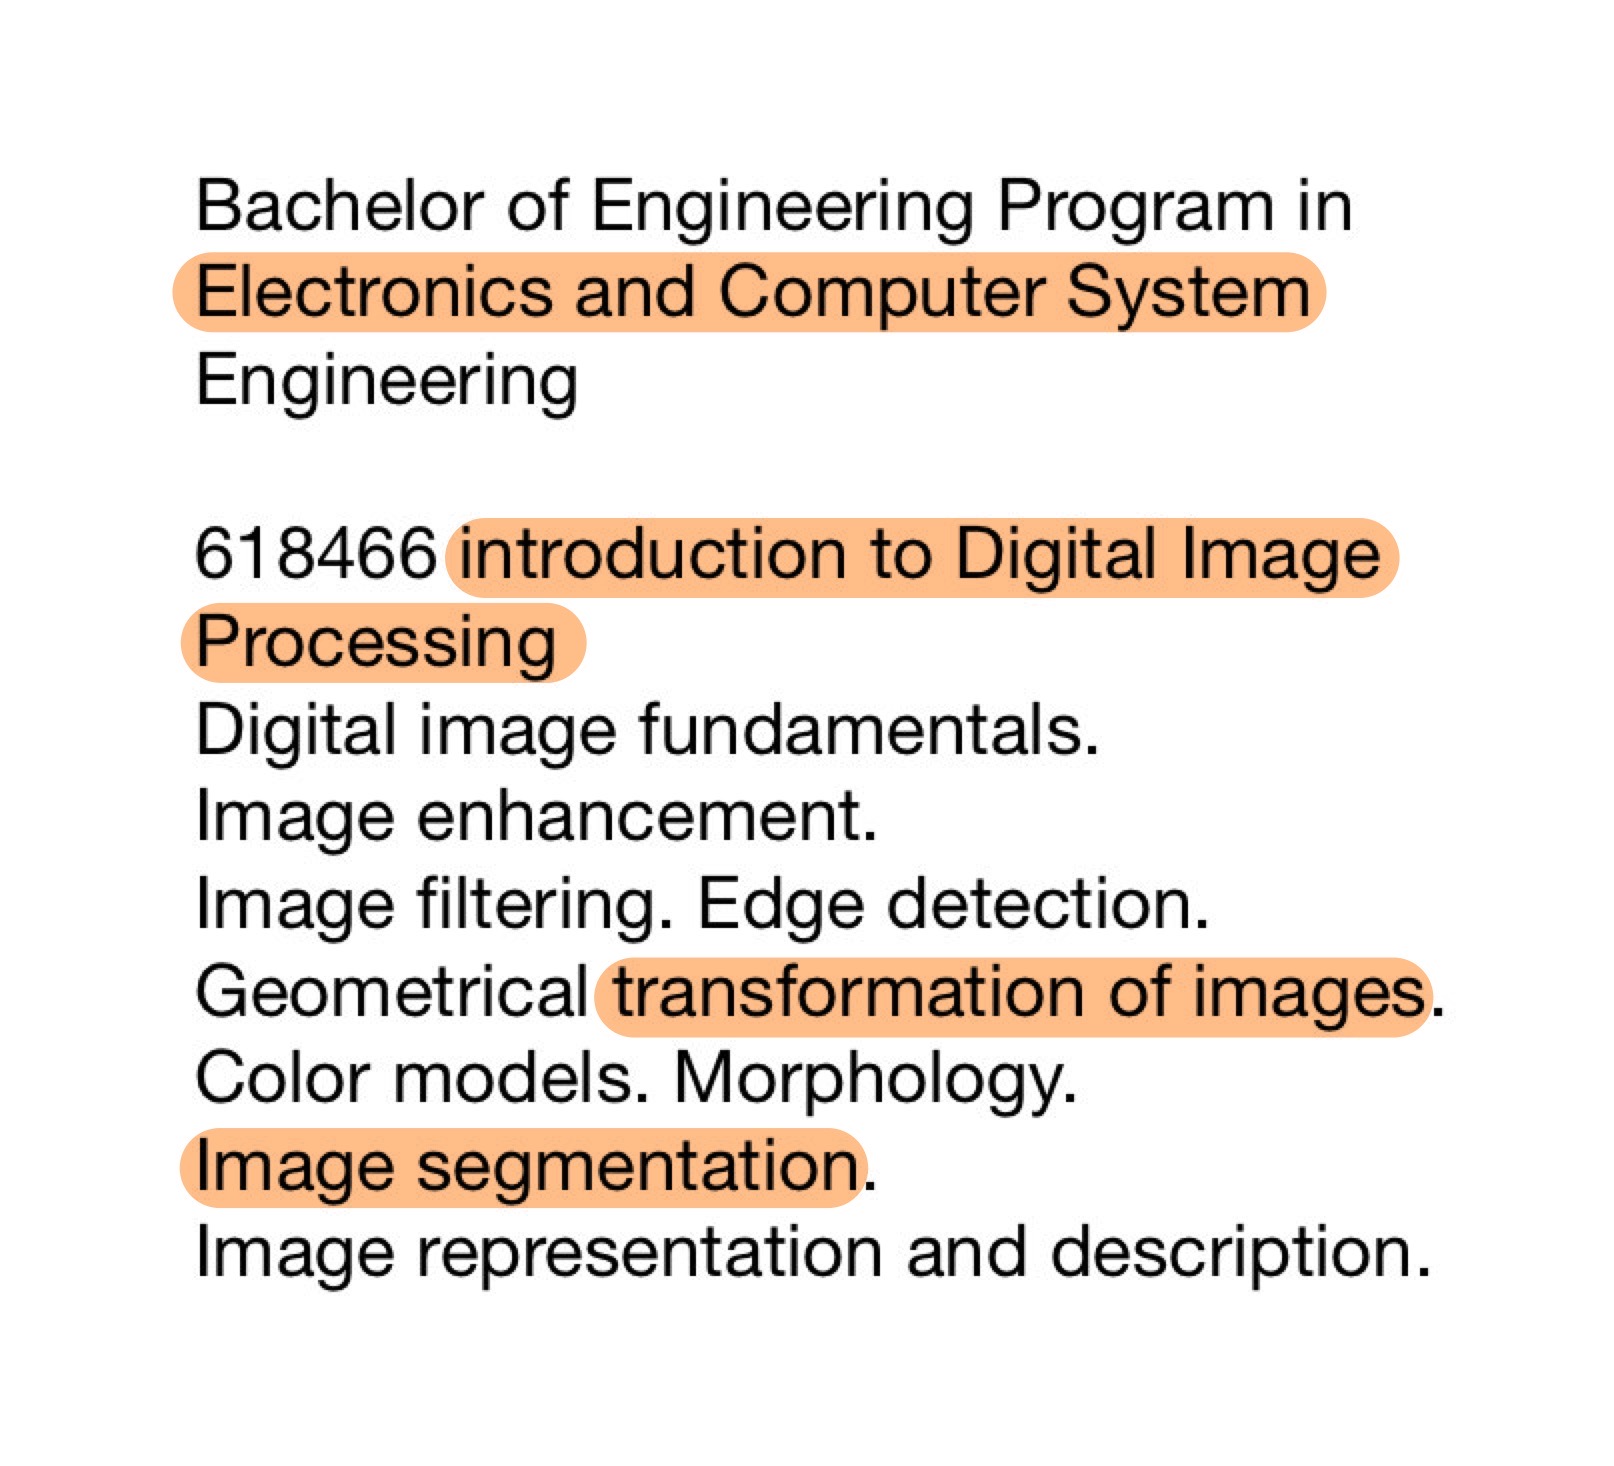 Bachelor of Engineering Program in
Electronics and Computer System
Engineering
618466 introduction to Digital Image
Processing
Digital image fundamentals.
Image enhancement.
Image filtering. Edge detection.
Geometrical transformation of images.
Color models. Morphology.
Image segmentation.
Image representation and description.